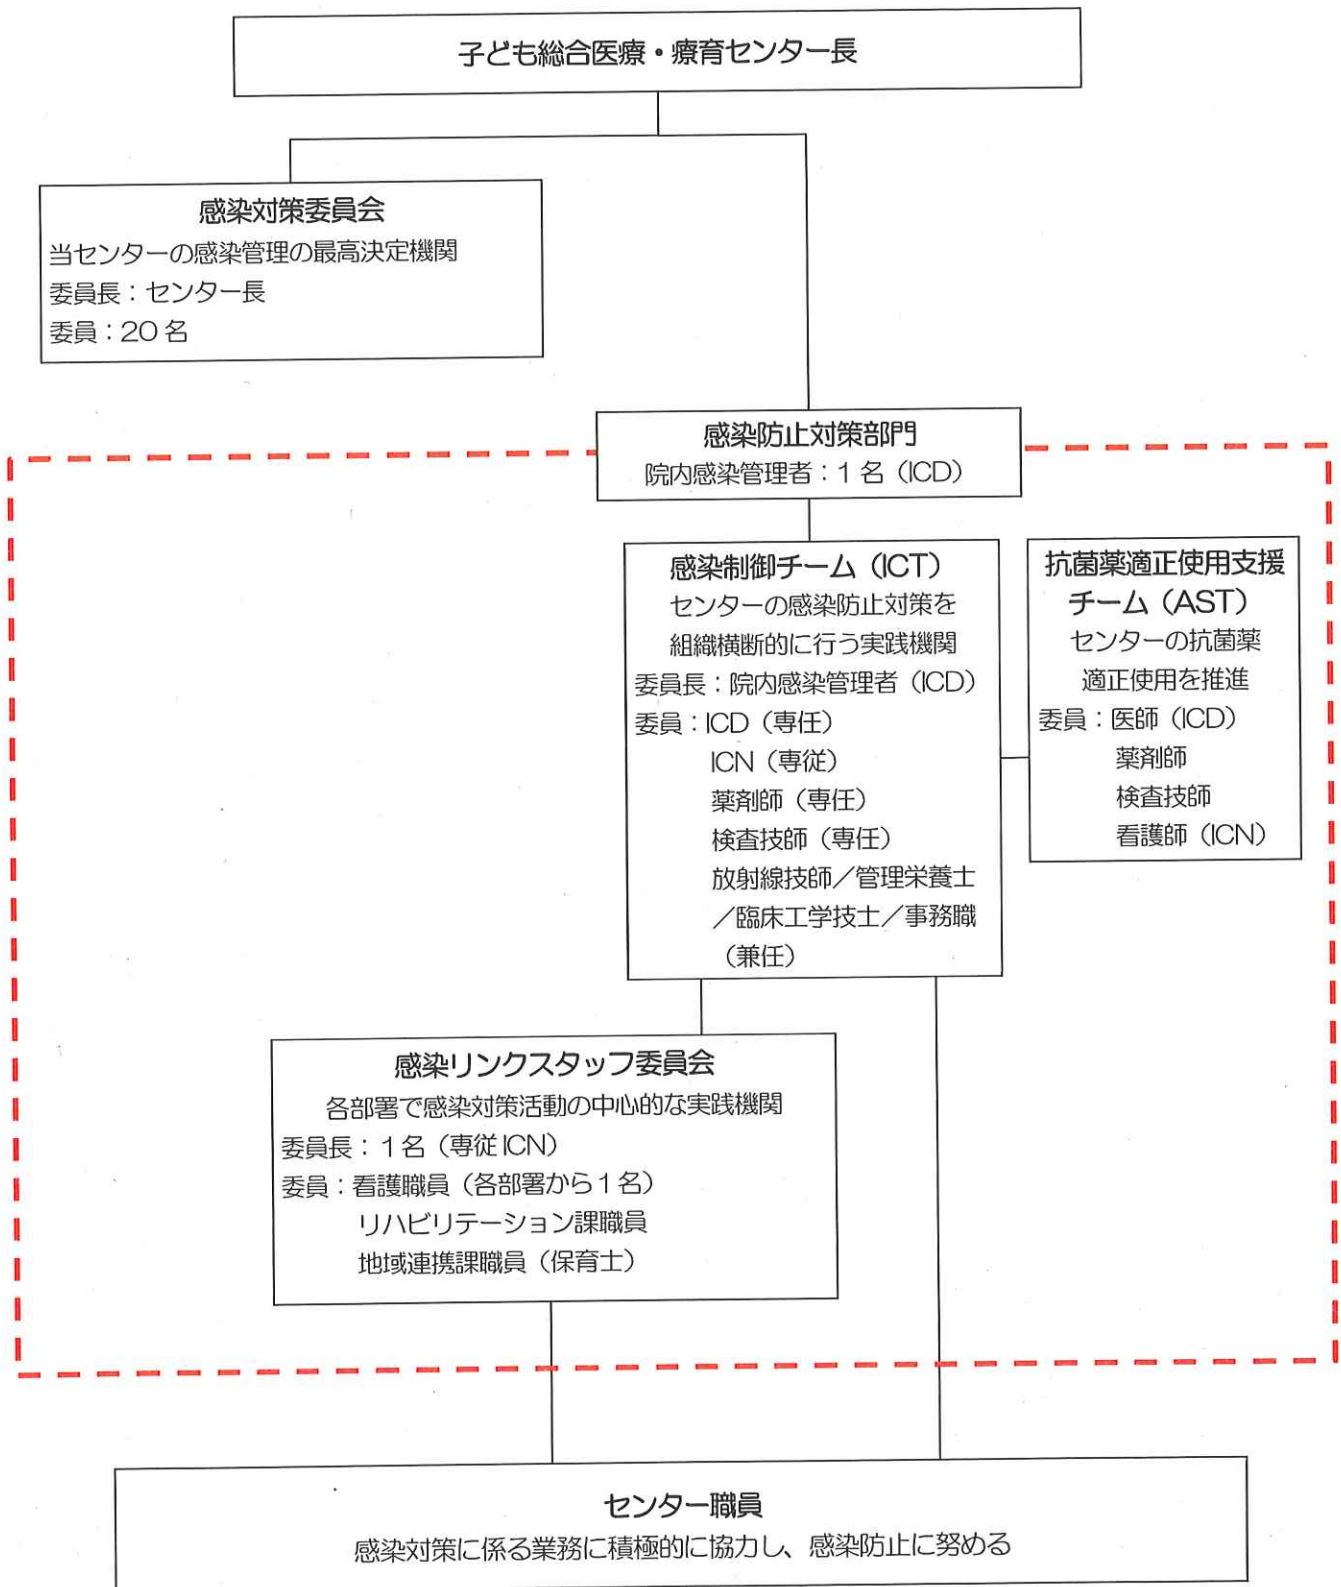 子ども総合医療・療育センター長
感染対策委員会
当センターの感染管理の最高決定機関
委員長：センター長
委員：20名
感染防止対策部門
院内感染管理者：1名（ICD）
感染制御チーム（ICT）
センターの感染防止対策を
組織横断的に行う実践機関
委員長：院内感染管理者（ICD）
委員：ICD（専任）
ICN（専従）
薬剤師（専任）
検査技師（専任）
放射線技師／管理栄養士
／臨床工学技士／事務職
（兼任）
抗菌薬適正使用支援
チーム（AST）
センターの抗菌薬
適正使用を推進
委員：医師（ICD）
薬剤師
検査技師
看護師（ICN）
感染リンクスタッフ委員会
各部署で感染対策活動の中心的な実践機関
委員長：1名（専従ICN）
委員：看護職員（各部署から1名）
リハビリテーション課職員
地域連携課職員（保育士）
センター職員
感染対策に係る業務に積極的に協力し、感染防止に努める